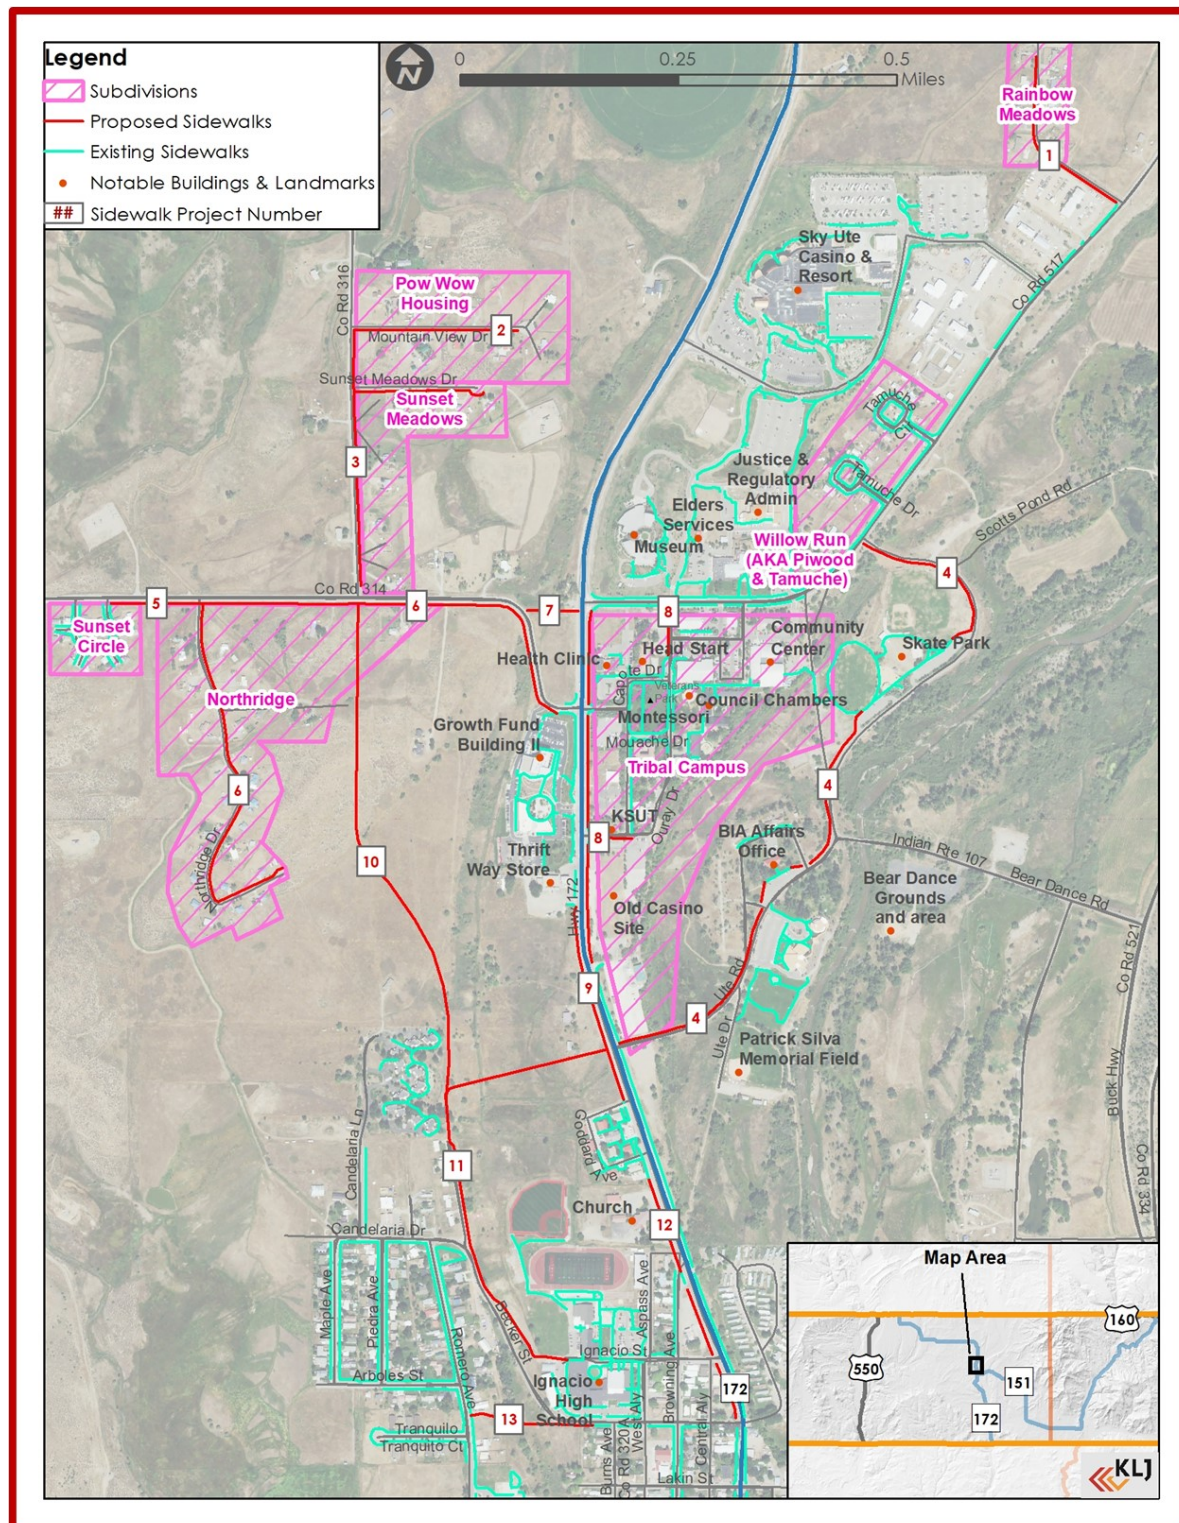 Legend
Subdivisions
Proposed Sidewalks
Existing Sidewalks
Notable Buildings & Landmarks
## Sidewalk Project Number
N
0 0.25 0.5
Miles
Rainbow
Meadows
1
Sky Ute
Casino &
Resort
Co Rd 517
Co Rd 316
Pow Wow
Housing
2
Mountain View Dr
Sunset Meadows Dr
Sunset
Meadows
3
Tamuche
Cir
Tamuche Dr
Justice &
Regulatory
Admin
Elders
Services
Museum
Willow Run
(AKA Piwood
& Tamuche)
Scotts Pond Rd
4
Co Rd 314
5
6
7
8
Sunset
Circle
Northridge
Health Clinic
Head Start
Community
Center
Skate Park
Capote Dr
Veterans
Park
Council Chambers
Montessori
Growth Fund
Building II
Mouache Dr
Tribal Campus
4
6
Northridge Dr
KSUT
8
Ouray Dr
BIA Affairs
Office
Indian Rte 107
Bear Dance Rd
10
Thrift
Way Store
Hwy 172
Old Casino
Site
Bear Dance
Grounds
and area
Co Rd 521
9
Ute Rd
4
Ute Dr
Patrick Silva
Memorial Field
Buck Hwy
Co Rd 334
Goddard Ave
Candelaria Ln
11
Church
12
Candelaria Dr
Maple Ave
Piedra Ave
Romero Ave
Becker St
Aspass Ave
Ignacio St
Browning Ave
Arboles St
Ignacio
High
School
172
13
Tranquilo
Tranquito Ct
Burns Ave
Co Rd 320A
West Aly
Central Aly
Lakin St
Map Area
160
550
151
172
KLJ